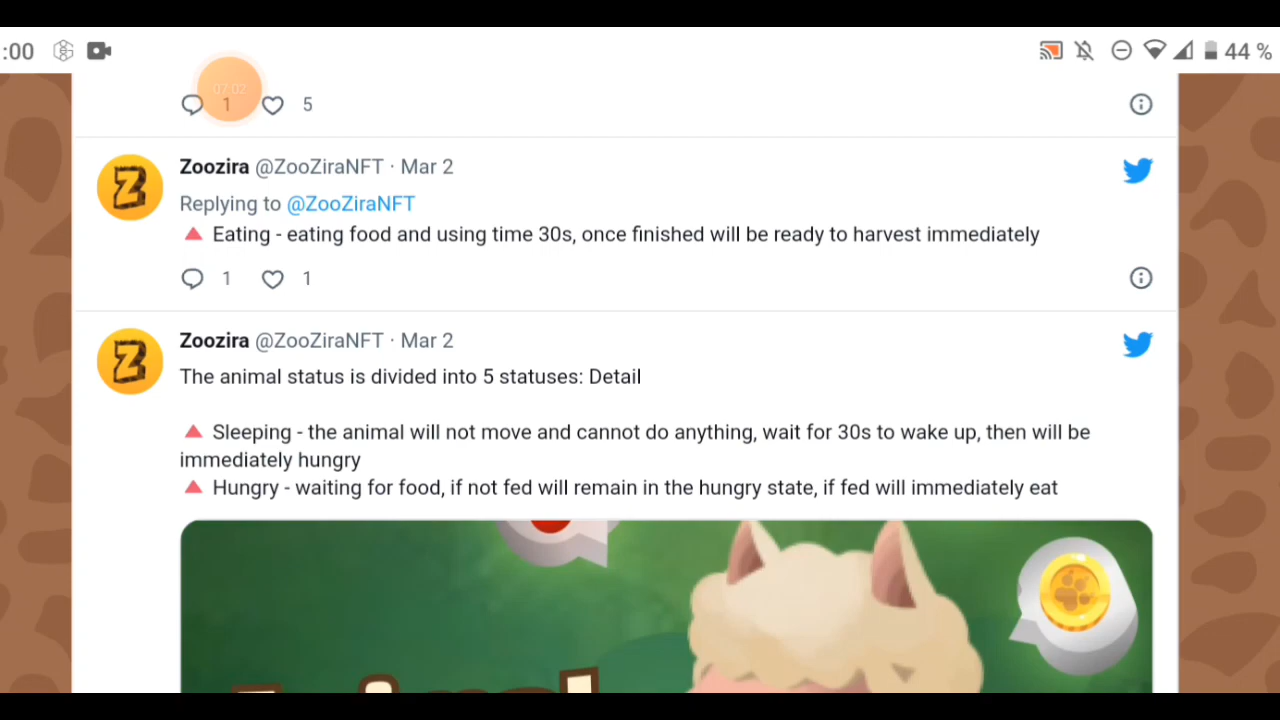 :00
44 %
07:02
1
5
Zoozira @ZooZiraNFT · Mar 2
Replying to @ZooZiraNFT
🔺 Eating - eating food and using time 30s, once finished will be ready to harvest immediately
1
1
Zoozira @ZooZiraNFT · Mar 2
The animal status is divided into 5 statuses: Detail
🔺 Sleeping - the animal will not move and cannot do anything, wait for 30s to wake up, then will be
immediately hungry
🔺 Hungry - waiting for food, if not fed will remain in the hungry state, if fed will immediately eat